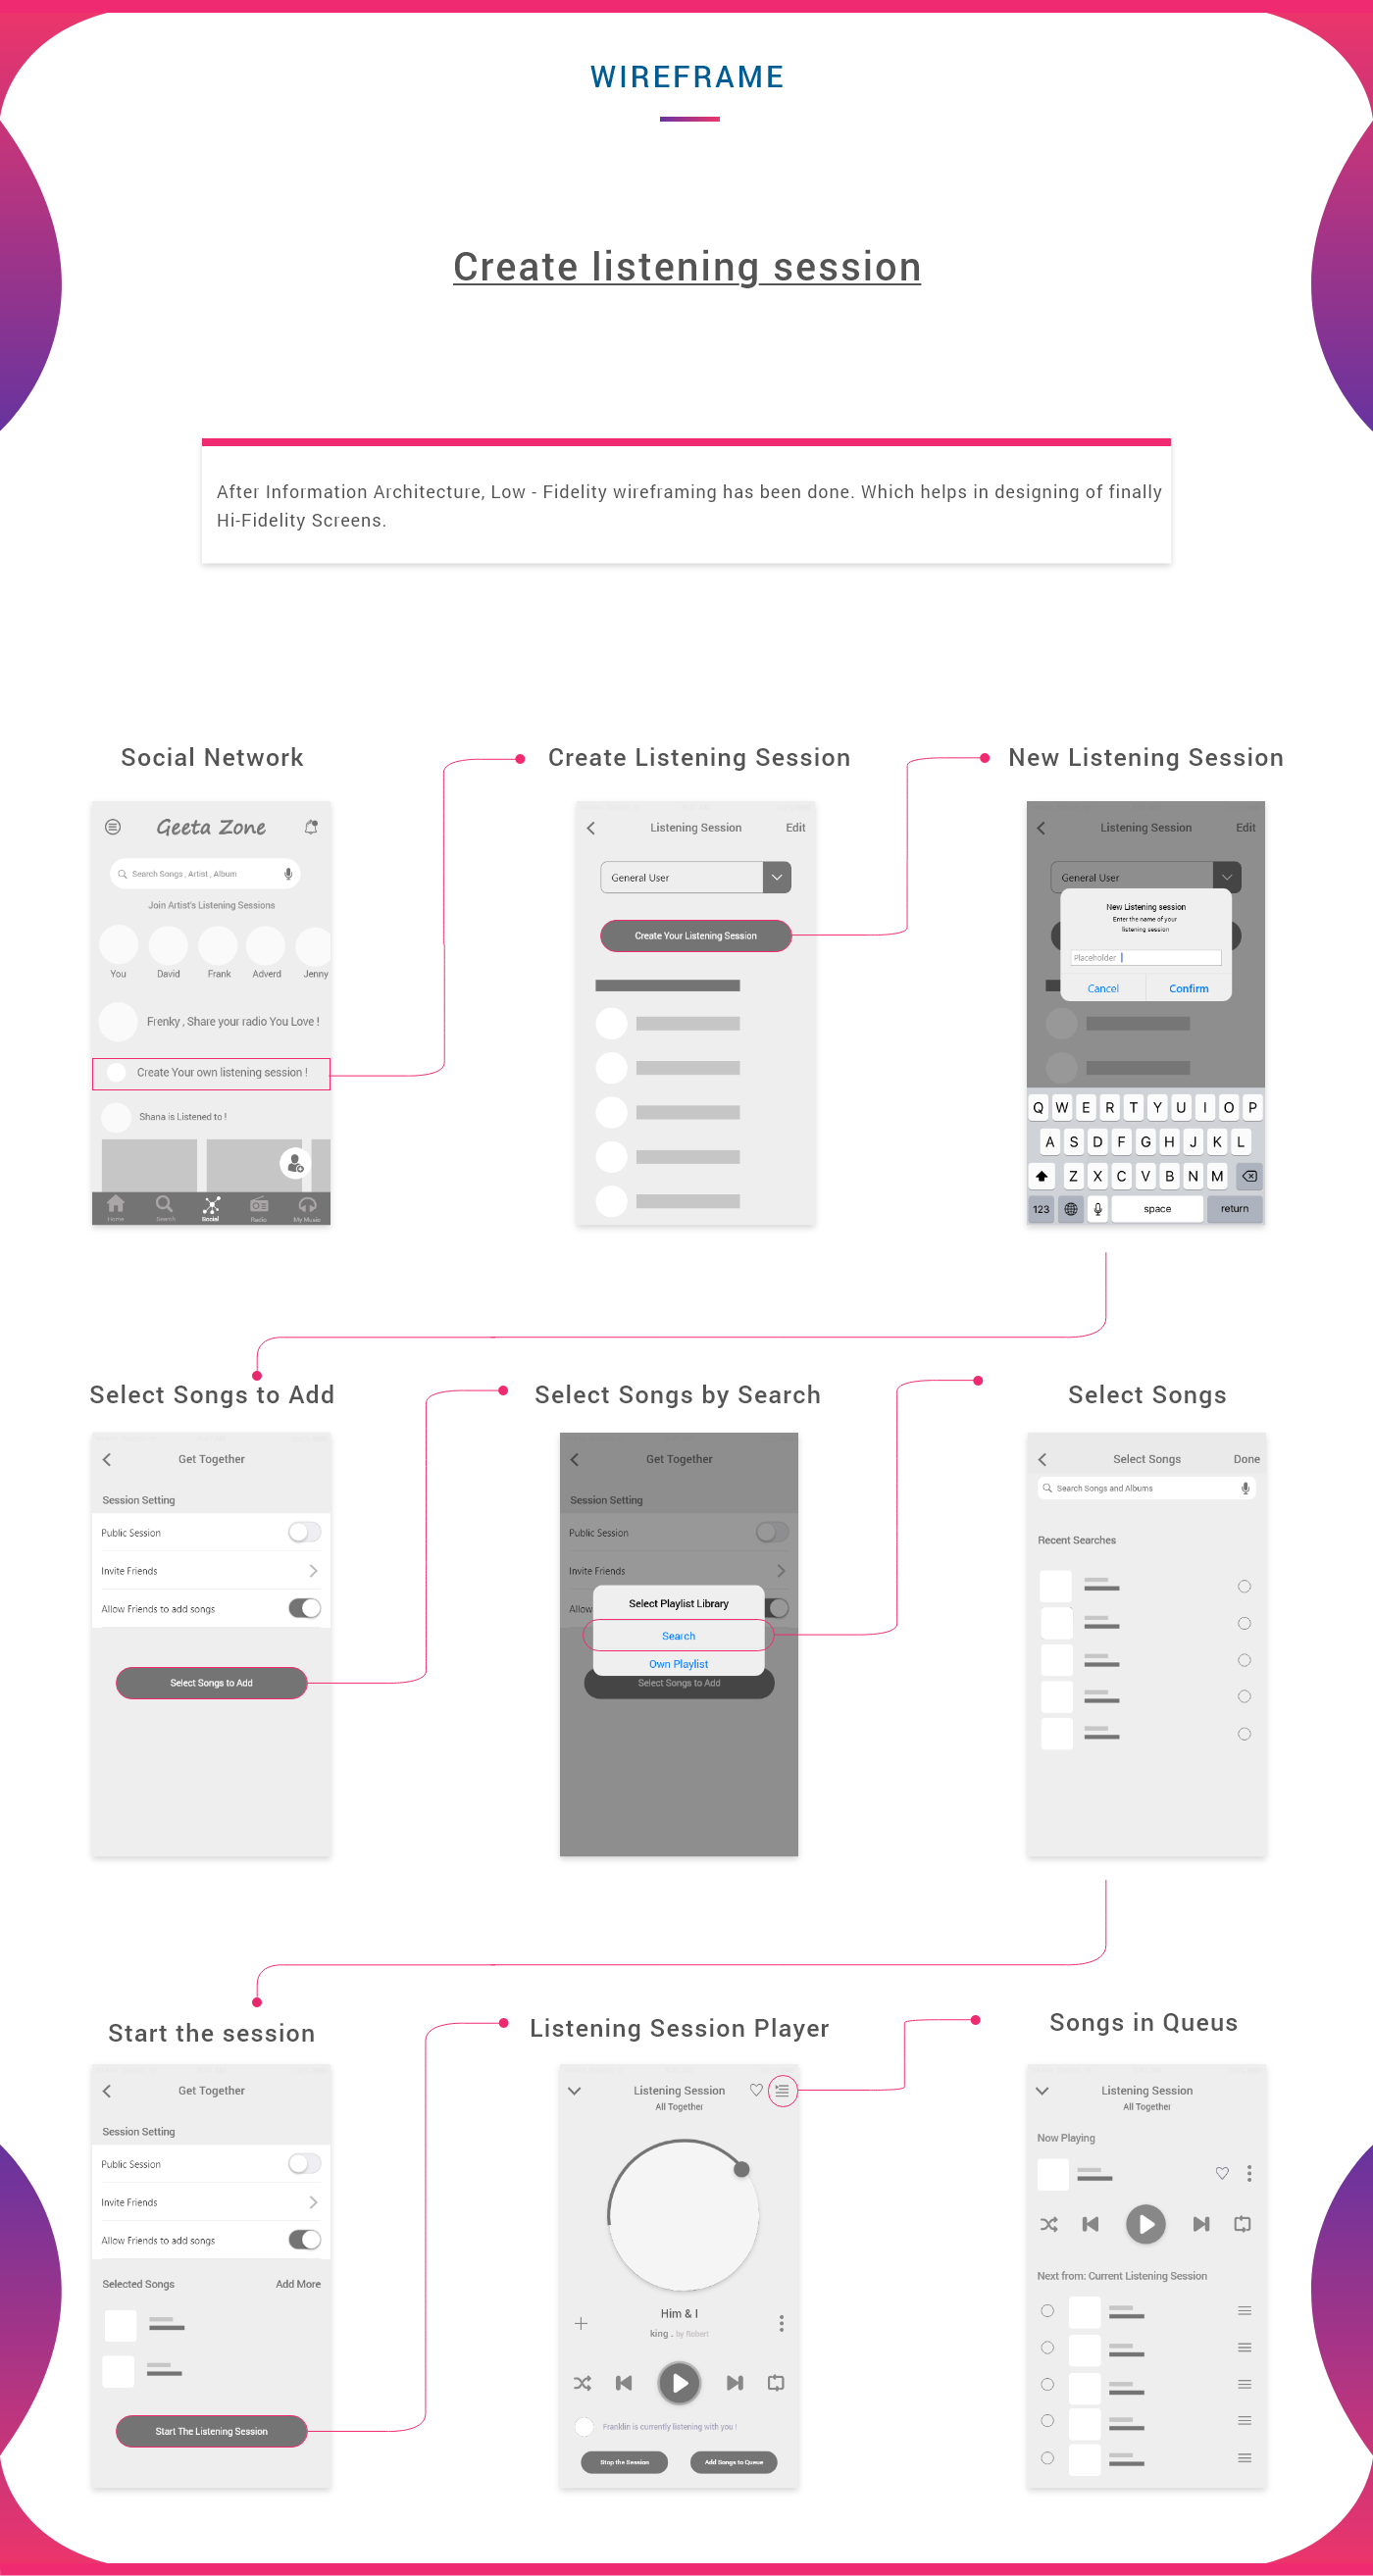 WIREFRAME
Create listening session
After Information Architecture, Low - Fidelity wireframing has been done. Which helps in designing of finally
Hi-Fidelity Screens.
Social Network
Create Listening Session
New Listening Session
Geeta Zone
Search Songs , Artist , Album
Join Artist's Listening Sessions
You David Frank Adverd Jenny
Frenky , Share your radio You Love !
Create Your own listening session !
Shana is Listened to !
Home Search Social Radio My Music
Listening Session Edit
General User
Create Your Listening Session
Listening Session Edit
General User
New Listening session
Enter the name of your
listening session
Placeholder
Cancel Confirm
Q W E R T Y U I O P
A S D F G H J K L
Z X C V B N M
123 space return
Select Songs to Add
Select Songs by Search
Select Songs
Get Together
Session Setting
Public Session
Invite Friends
Allow Friends to add songs
Select Songs to Add
Get Together
Session Setting
Public Session
Invite Friends
Allow
Select Playlist Library
Search
Own Playlist
Select Songs to Add
Select Songs Done
Search Songs and Albums
Recent Searches
Start the session
Listening Session Player
Songs in Queus
Get Together
Session Setting
Public Session
Invite Friends
Allow Friends to add songs
Selected Songs Add More
Start The Listening Session
Listening Session
All Together
Him & I
king . by Robert
Franklin is currently listening with you !
Stop the Session Add Songs to Queue
Listening Session
All Together
Now Playing
Next from: Current Listening Session